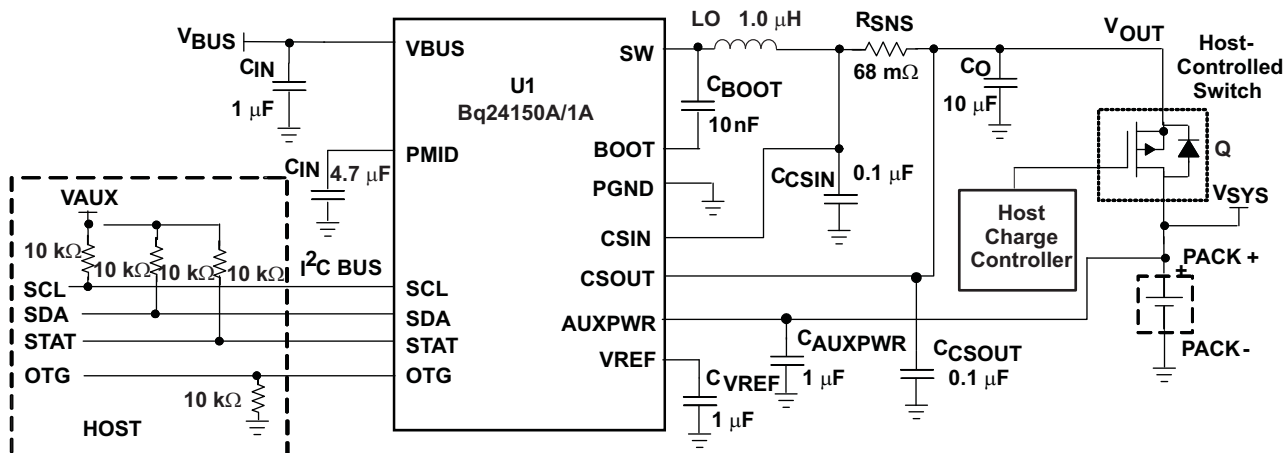 VBUS
CIN
1 μF
VBUS
U1
Bq24150A/1A
SW
LO 1.0 μH
RSNS
68 mΩ
VOUT
CO
10 μF
Host-
Controlled
Switch
CBOOT
10nF
BOOT
PMID
CIN
4.7 μF
PGND
CCSIN
0.1 μF
Q
VSYS
CSIN
Host
Charge
Controller
VAUX
10 kΩ
10 kΩ
10 kΩ
I2C BUS
CSOUT
PACK +
+
SCL
SCL
SDA
SDA
AUXPWR
STAT
STAT
VREF
CAUXPWR
1 μF
CCSOUT
0.1 μF
PACK-
OTG
OTG
CVREF
1 μF
10 kΩ
HOST